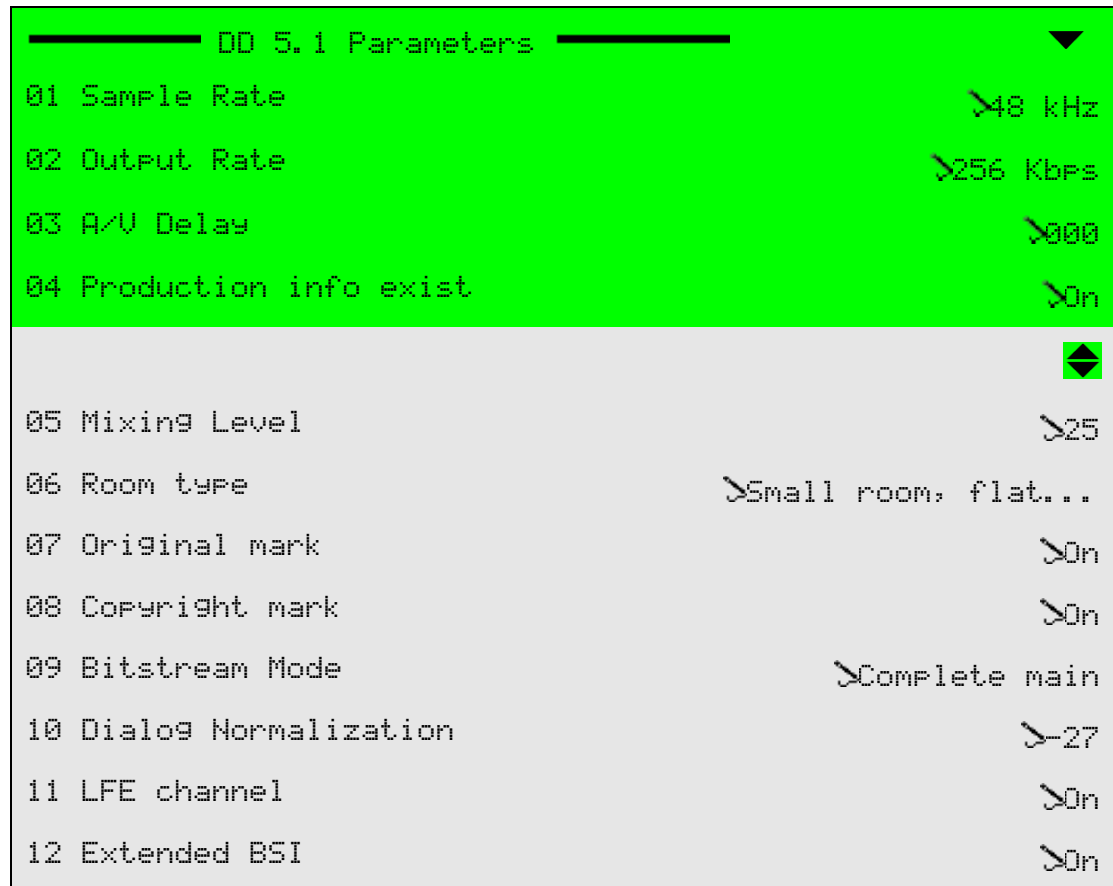 DD 5.1 Parameters
01 Sample Rate 48 kHz
02 Output Rate 256 Kbps
03 A/V Delay 000
04 Production info exist On
05 Mixing Level 25
06 Room type Small room, flat...
07 Original mark On
08 Copyright mark On
09 Bitstream Mode Complete main
10 Dialog Normalization -27
11 LFE channel On
12 Extended BSI On